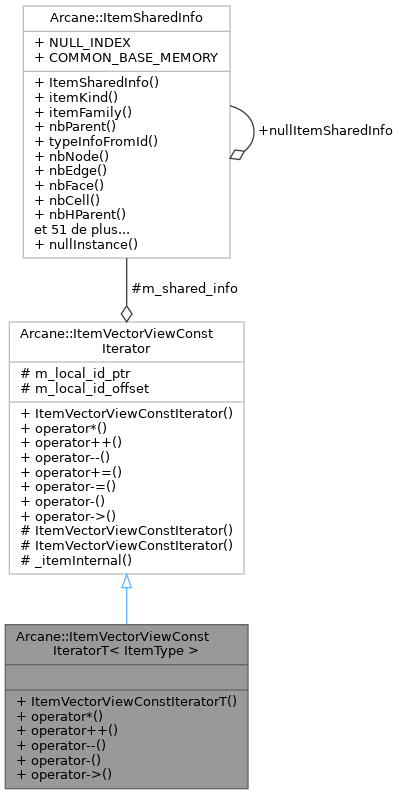 Arcane::ItemSharedInfo
+ NULL_INDEX
+ COMMON_BASE_MEMORY
+ ItemSharedInfo()
+ itemKind()
+ itemFamily()
+ nbParent()
+ typeInfoFromId()
+ nbNode()
+ nbEdge()
+ nbFace()
+ nbCell()
+ nbHParent()
et 51 de plus...
+ nullInstance()
+nullItemSharedInfo
#m_shared_info
Arcane::ItemVectorViewConst
Iterator
# m_local_id_ptr
# m_local_id_offset
+ ItemVectorViewConstIterator()
+ operator*()
+ operator++()
+ operator--()
+ operator+=()
+ operator-=()
+ operator-()
+ operator->()
# ItemVectorViewConstIterator()
# ItemVectorViewConstIterator()
# _itemInternal()
Arcane::ItemVectorViewConst
IteratorT< ItemType >
+ ItemVectorViewConstIteratorT()
+ operator*()
+ operator++()
+ operator--()
+ operator-()
+ operator->()